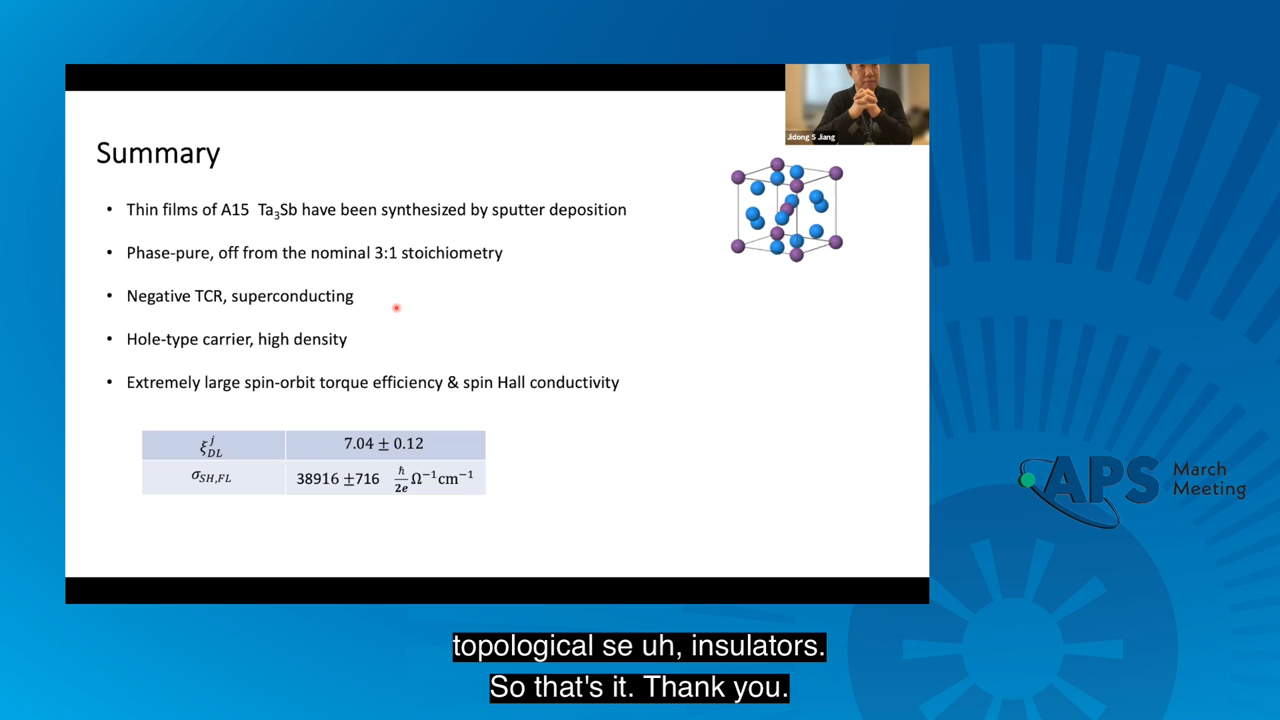 Jidong S Jiang
Summary
• Thin films of A15 Ta₃Sb have been synthesized by sputter deposition
• Phase-pure, off from the nominal 3:1 stoichiometry
• Negative TCR, superconducting
• Hole-type carrier, high density
• Extremely large spin-orbit torque efficiency & spin Hall conductivity
ξ_DL^j 7.04 ± 0.12
σ_SH,FL 38916 ±716 ℏ/2e Ω⁻¹cm⁻¹
APS March
Meeting
topological se uh, insulators.
So that's it. Thank you.